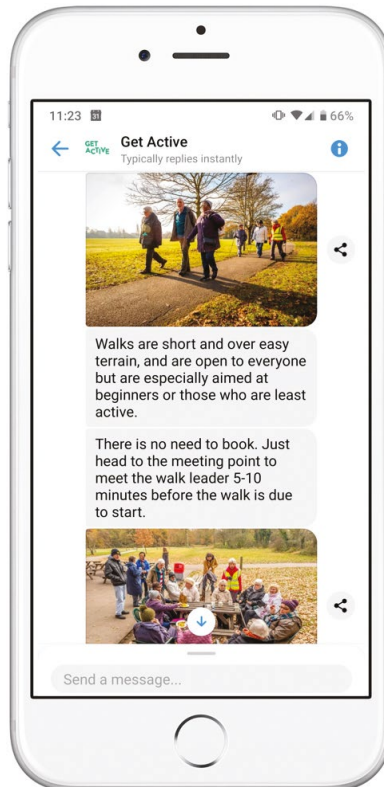 11:23 31 66%
GET
ACTIVE
Get Active
Typically replies instantly
Walks are short and over easy
terrain, and are open to everyone
but are especially aimed at
beginners or those who are least
active.
There is no need to book. Just
head to the meeting point to
meet the walk leader 5-10
minutes before the walk is due
to start.
Send a message...